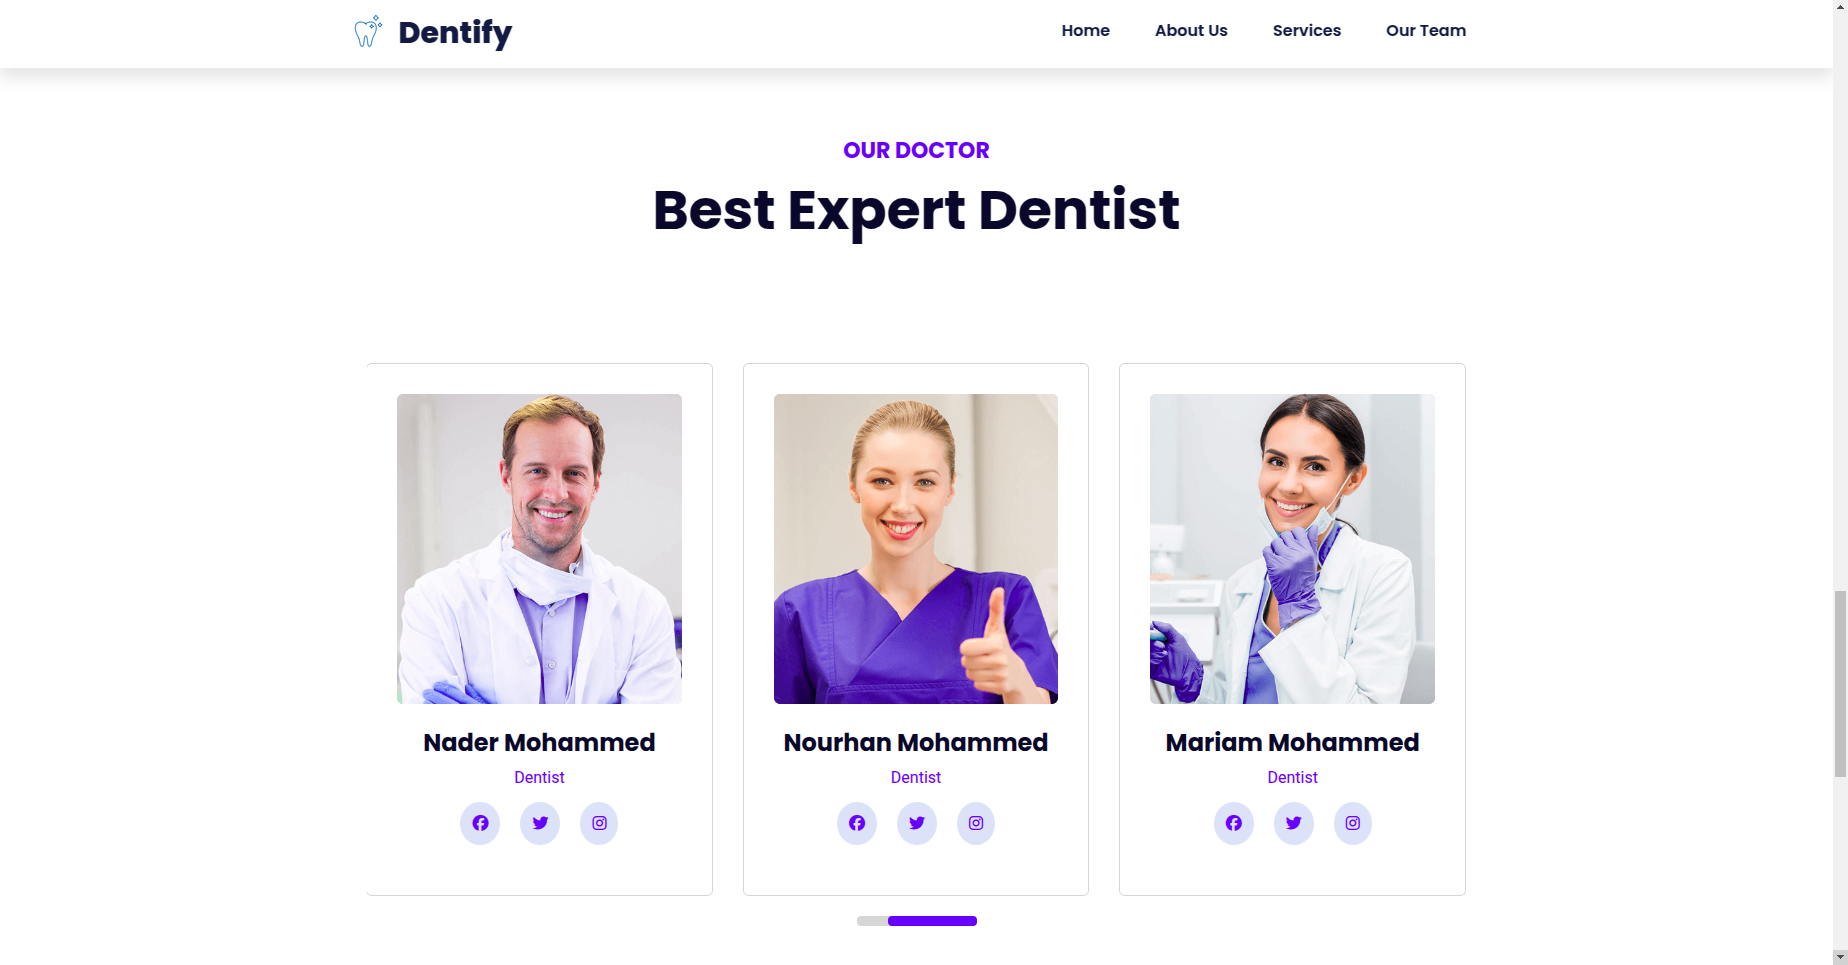 Dentify
Home About Us Services Our Team
OUR DOCTOR
Best Expert Dentist
Nader Mohammed
Dentist
Nourhan Mohammed
Dentist
Mariam Mohammed
Dentist